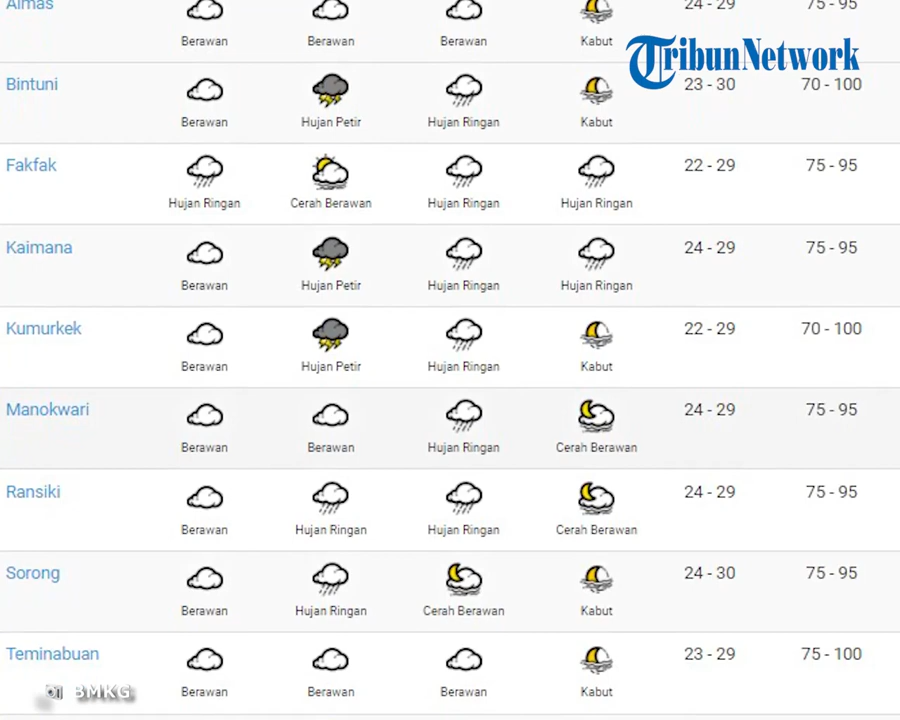 Aimas 24 - 29 75 - 95
Berawan Berawan Berawan Kabut
TribunNetwork
Bintuni 23 - 30 70 - 100
Berawan Hujan Petir Hujan Ringan Kabut
Fakfak 22 - 29 75 - 95
Hujan Ringan Cerah Berawan Hujan Ringan Hujan Ringan
Kaimana 24 - 29 75 - 95
Berawan Hujan Petir Hujan Ringan Hujan Ringan
Kumurkek 22 - 29 70 - 100
Berawan Hujan Petir Hujan Ringan Kabut
Manokwari 24 - 29 75 - 95
Berawan Berawan Hujan Ringan Cerah Berawan
Ransiki 24 - 29 75 - 95
Berawan Hujan Ringan Hujan Ringan Cerah Berawan
Sorong 24 - 30 75 - 95
Berawan Hujan Ringan Cerah Berawan Kabut
Teminabuan 23 - 29 75 - 100
BMKG
Berawan Berawan Berawan Kabut